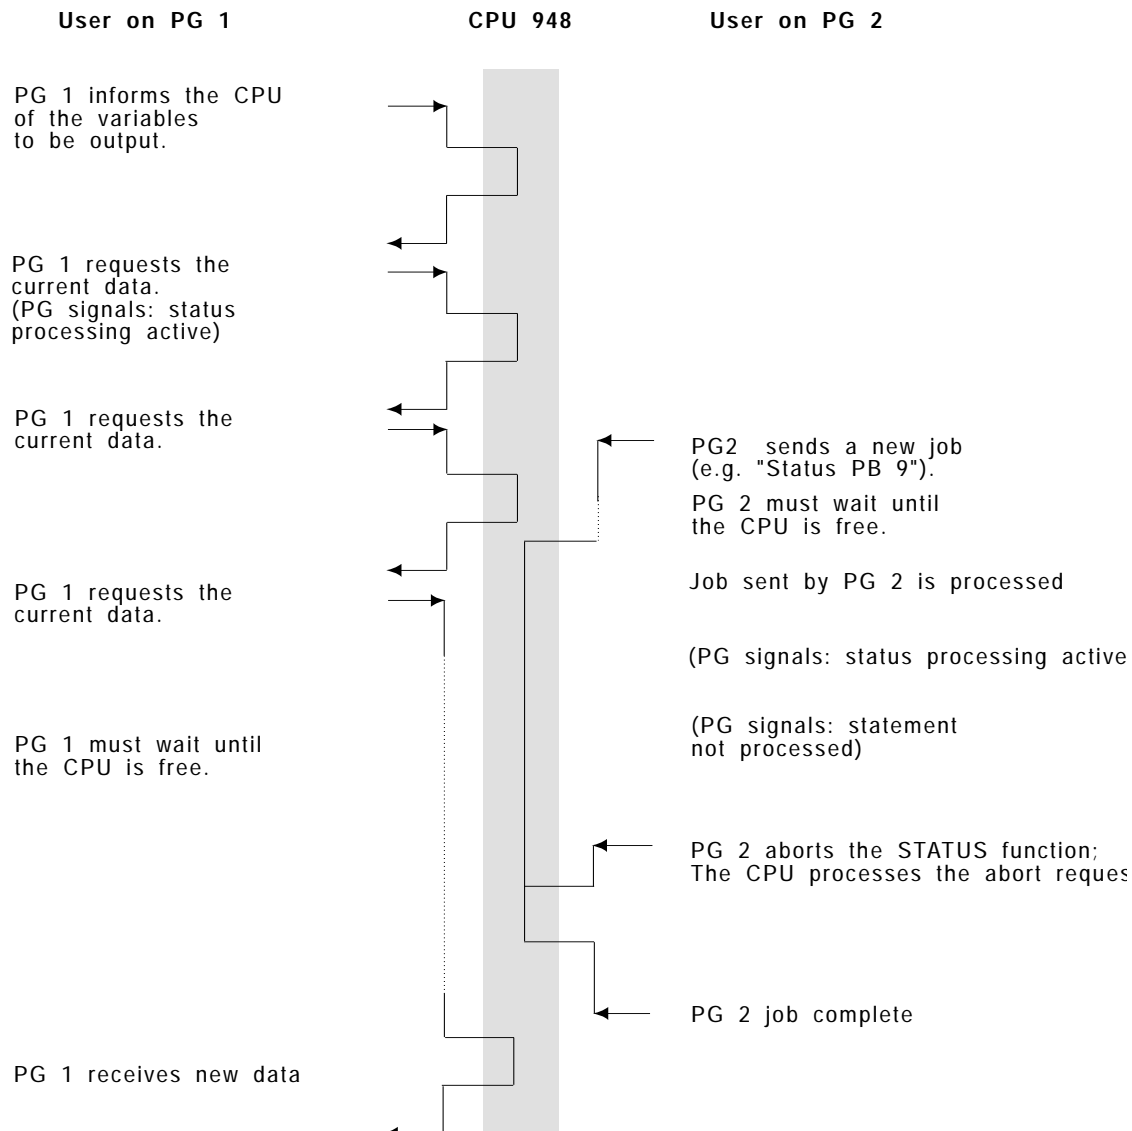 User on PG 1
CPU 948
User on PG 2
PG 1 informs the CPU
of the variables
to be output.
PG 1 requests the
current data.
(PG signals: status
processing active)
PG 1 requests the
current data.
PG2 sends a new job
(e.g. "Status PB 9").
PG 2 must wait until
the CPU is free.
Job sent by PG 2 is processed
PG 1 requests the
current data.
(PG signals: status processing active
(PG signals: statement
not processed)
PG 1 must wait until
the CPU is free.
PG 2 aborts the STATUS function;
The CPU processes the abort reques
PG 2 job complete
PG 1 receives new data